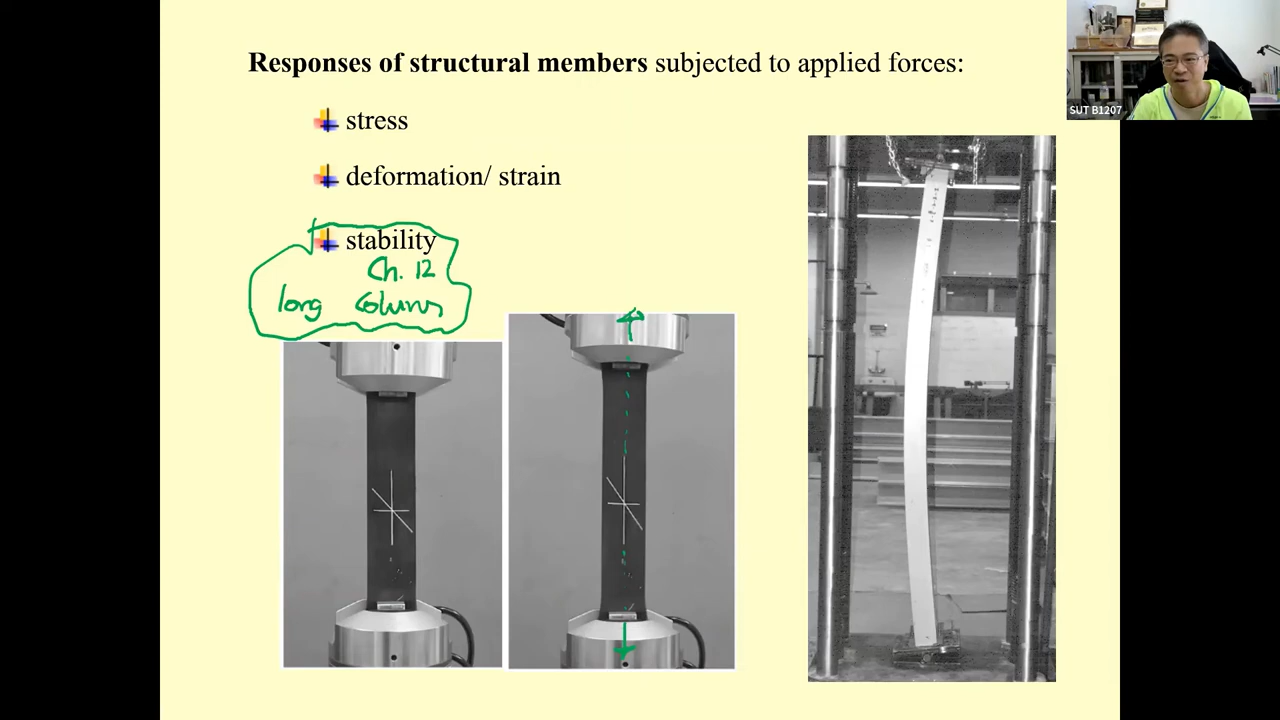 Responses of structural members subjected to applied forces:
stress
deformation/ strain
stability
Ch. 12
long columns
SUT B1207